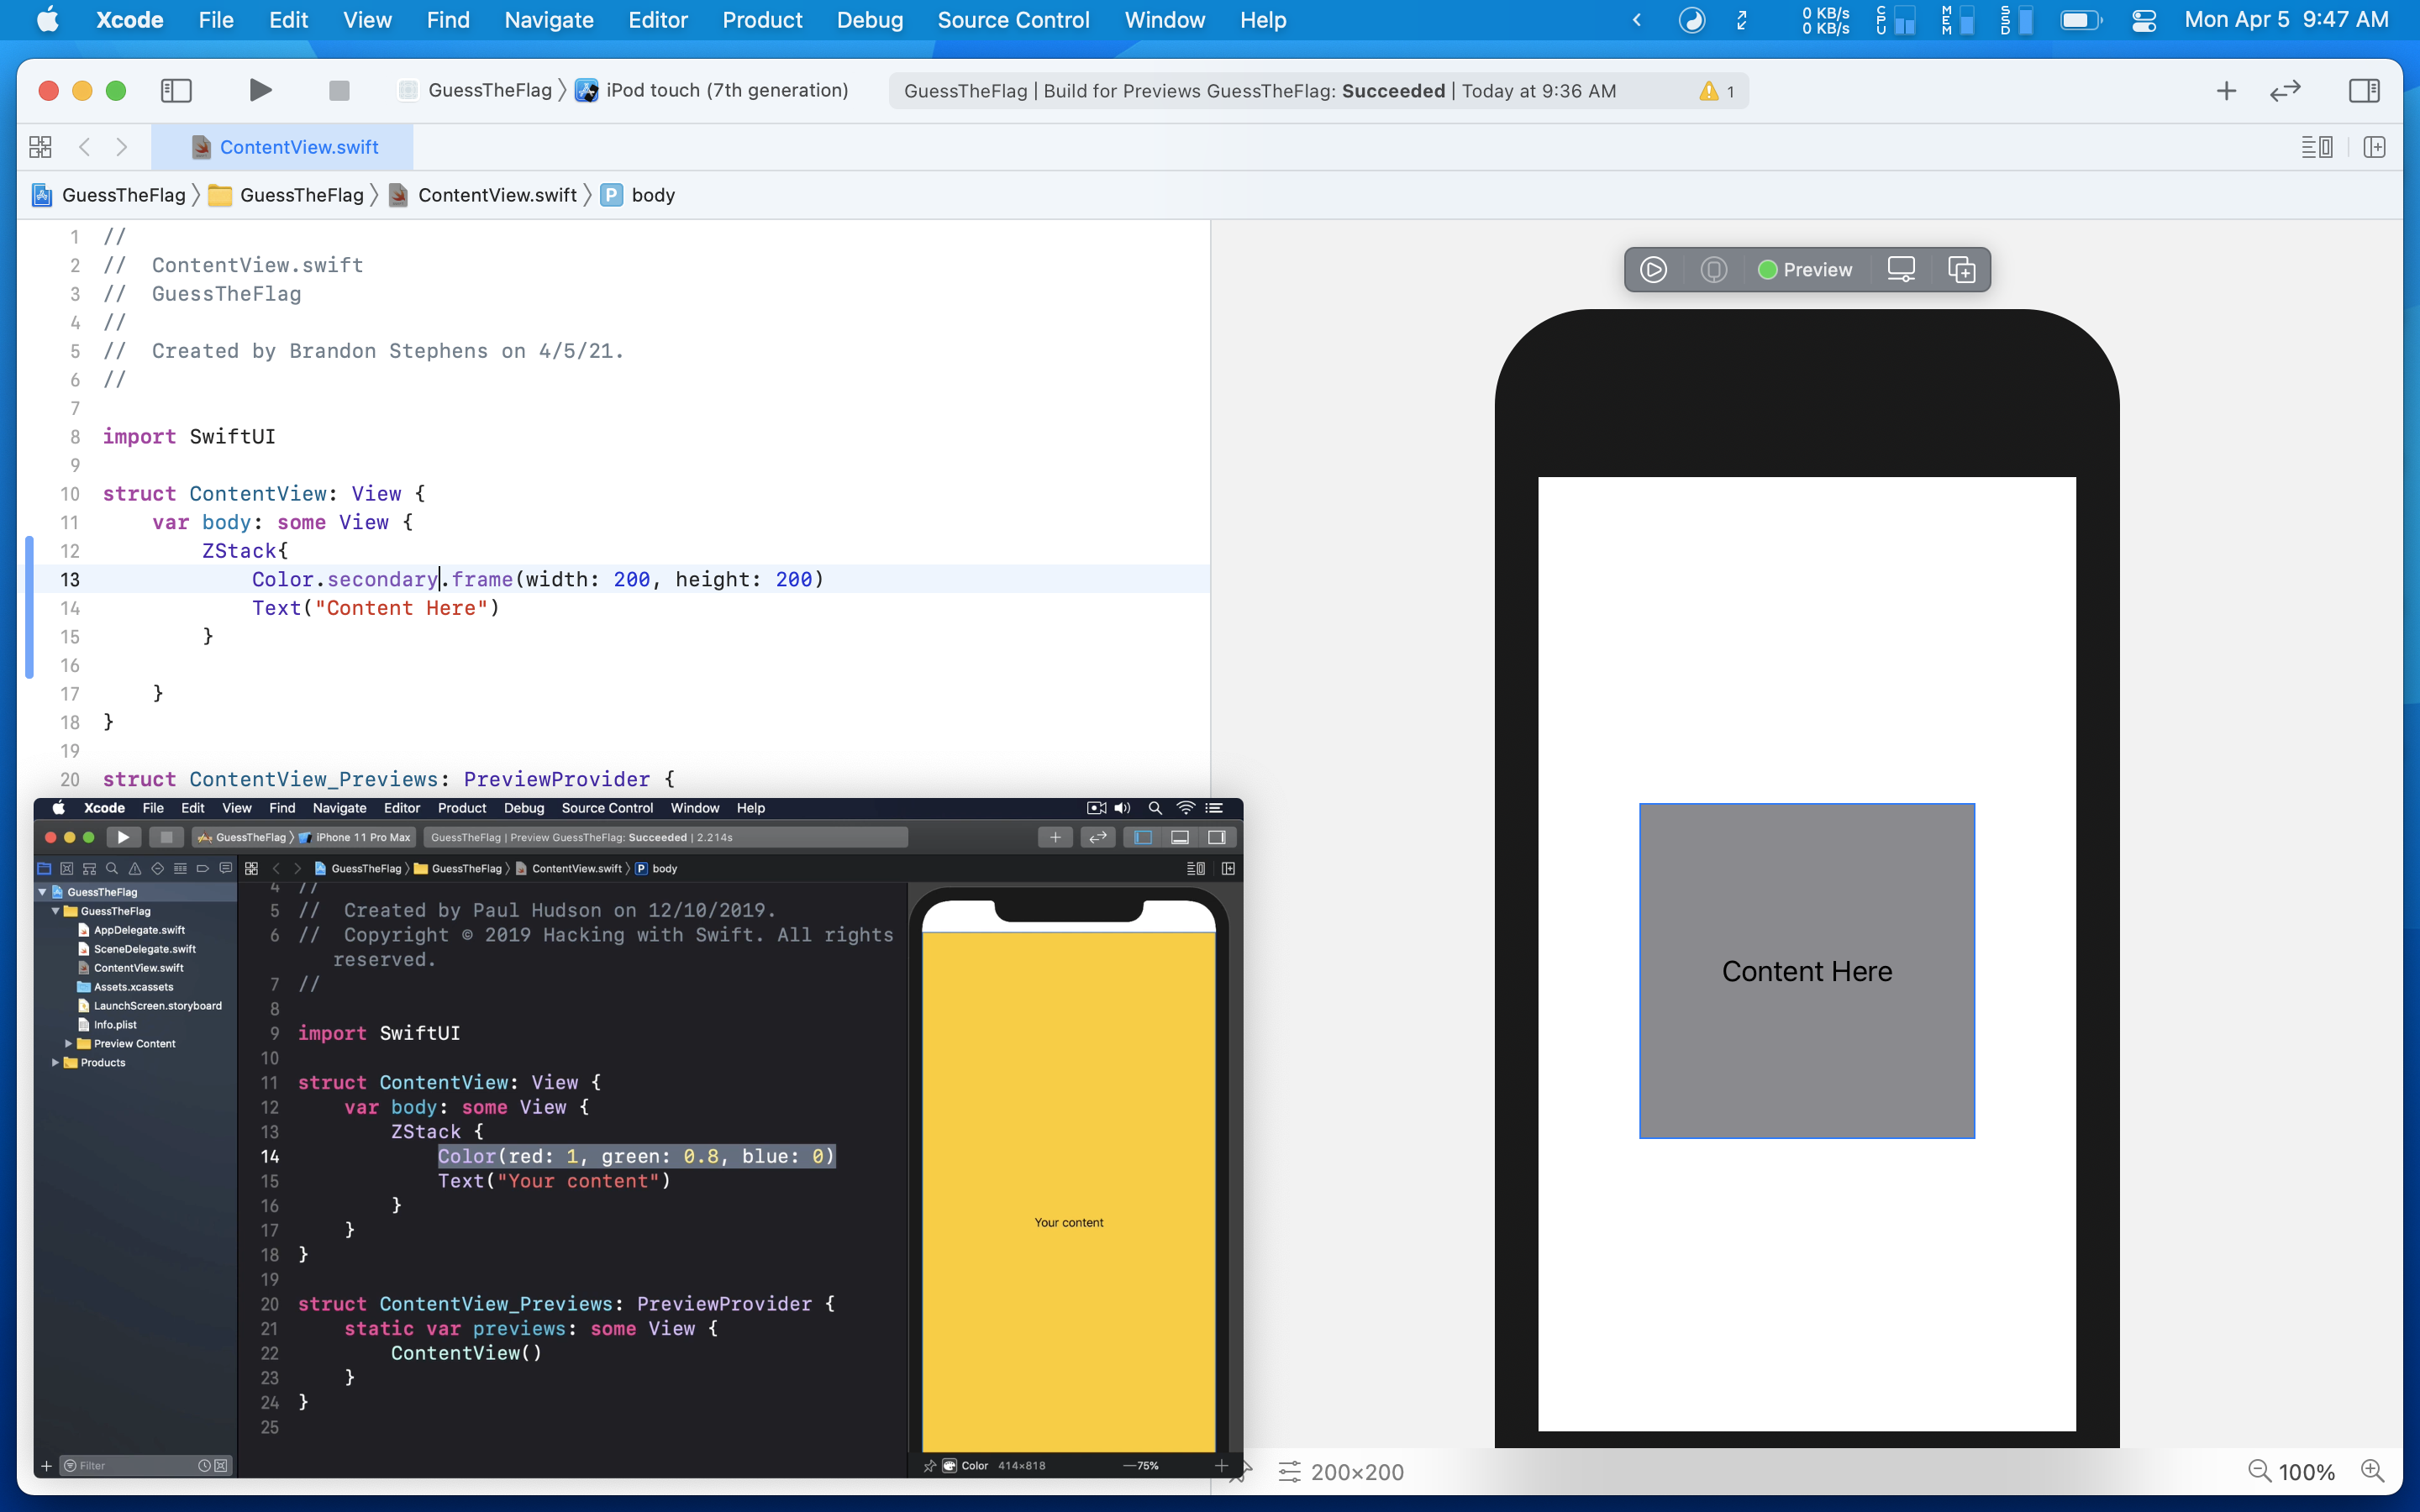 Xcode File Edit View Find Navigate Editor Product Debug Source Control Window Help
0 KB/s
0 KB/s
CPU MEM SSD Mon Apr 5 9:47 AM
GuessTheFlag iPod touch (7th generation)
GuessTheFlag | Build for Previews GuessTheFlag: Succeeded | Today at 9:36 AM 1
ContentView.swift
GuessTheFlag GuessTheFlag ContentView.swift P body
1 //
2 //  ContentView.swift
3 //  GuessTheFlag
4 //
5 //  Created by Brandon Stephens on 4/5/21.
6 //
7
8 import SwiftUI
9
10 struct ContentView: View {
11     var body: some View {
12         ZStack{
13             Color.secondary.frame(width: 200, height: 200)
14             Text("Content Here")
15         }
16
17     }
18 }
19
20 struct ContentView_Previews: PreviewProvider {
Preview
Content Here
200×200
100%
Xcode File Edit View Find Navigate Editor Product Debug Source Control Window Help
GuessTheFlag iPhone 11 Pro Max
GuessTheFlag | Preview GuessTheFlag: Succeeded | 2.214s
GuessTheFlag GuessTheFlag ContentView.swift P body
GuessTheFlag
GuessTheFlag
AppDelegate.swift
SceneDelegate.swift
ContentView.swift
Assets.xcassets
LaunchScreen.storyboard
Info.plist
Preview Content
Products
Filter
4 //
5 //  Created by Paul Hudson on 12/10/2019.
6 //  Copyright © 2019 Hacking with Swift. All rights
reserved.
7 //
8
9 import SwiftUI
10
11 struct ContentView: View {
12     var body: some View {
13         ZStack {
14             Color(red: 1, green: 0.8, blue: 0)
15             Text("Your content")
16         }
17     }
18 }
19
20 struct ContentView_Previews: PreviewProvider {
21     static var previews: some View {
22         ContentView()
23     }
24 }
25
Your content
Color 414×818
75%